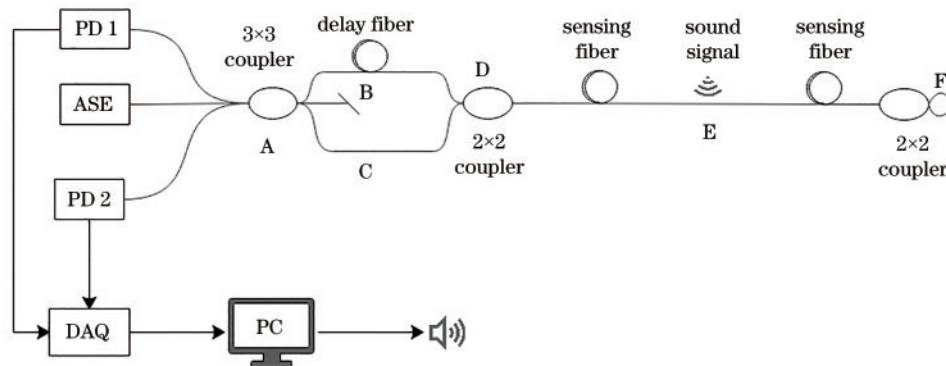 PD 1
3×3
coupler
delay fiber
sensing
fiber
sound
signal
sensing
fiber
ASE
A
B
C
D
2×2
coupler
E
F
2×2
coupler
PD 2
DAQ
PC